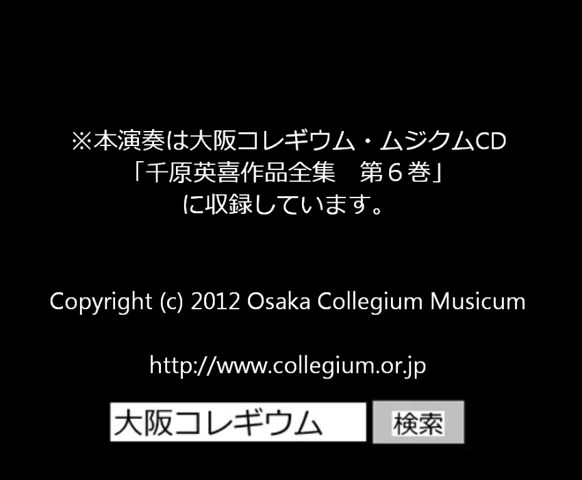 ※本演奏は大阪コレギウム・ムジクムCD
「千原英喜作品全集　第６巻」
に収録しています。
Copyright (c) 2012 Osaka Collegium Musicum
http://www.collegium.or.jp
大阪コレギウム 検索